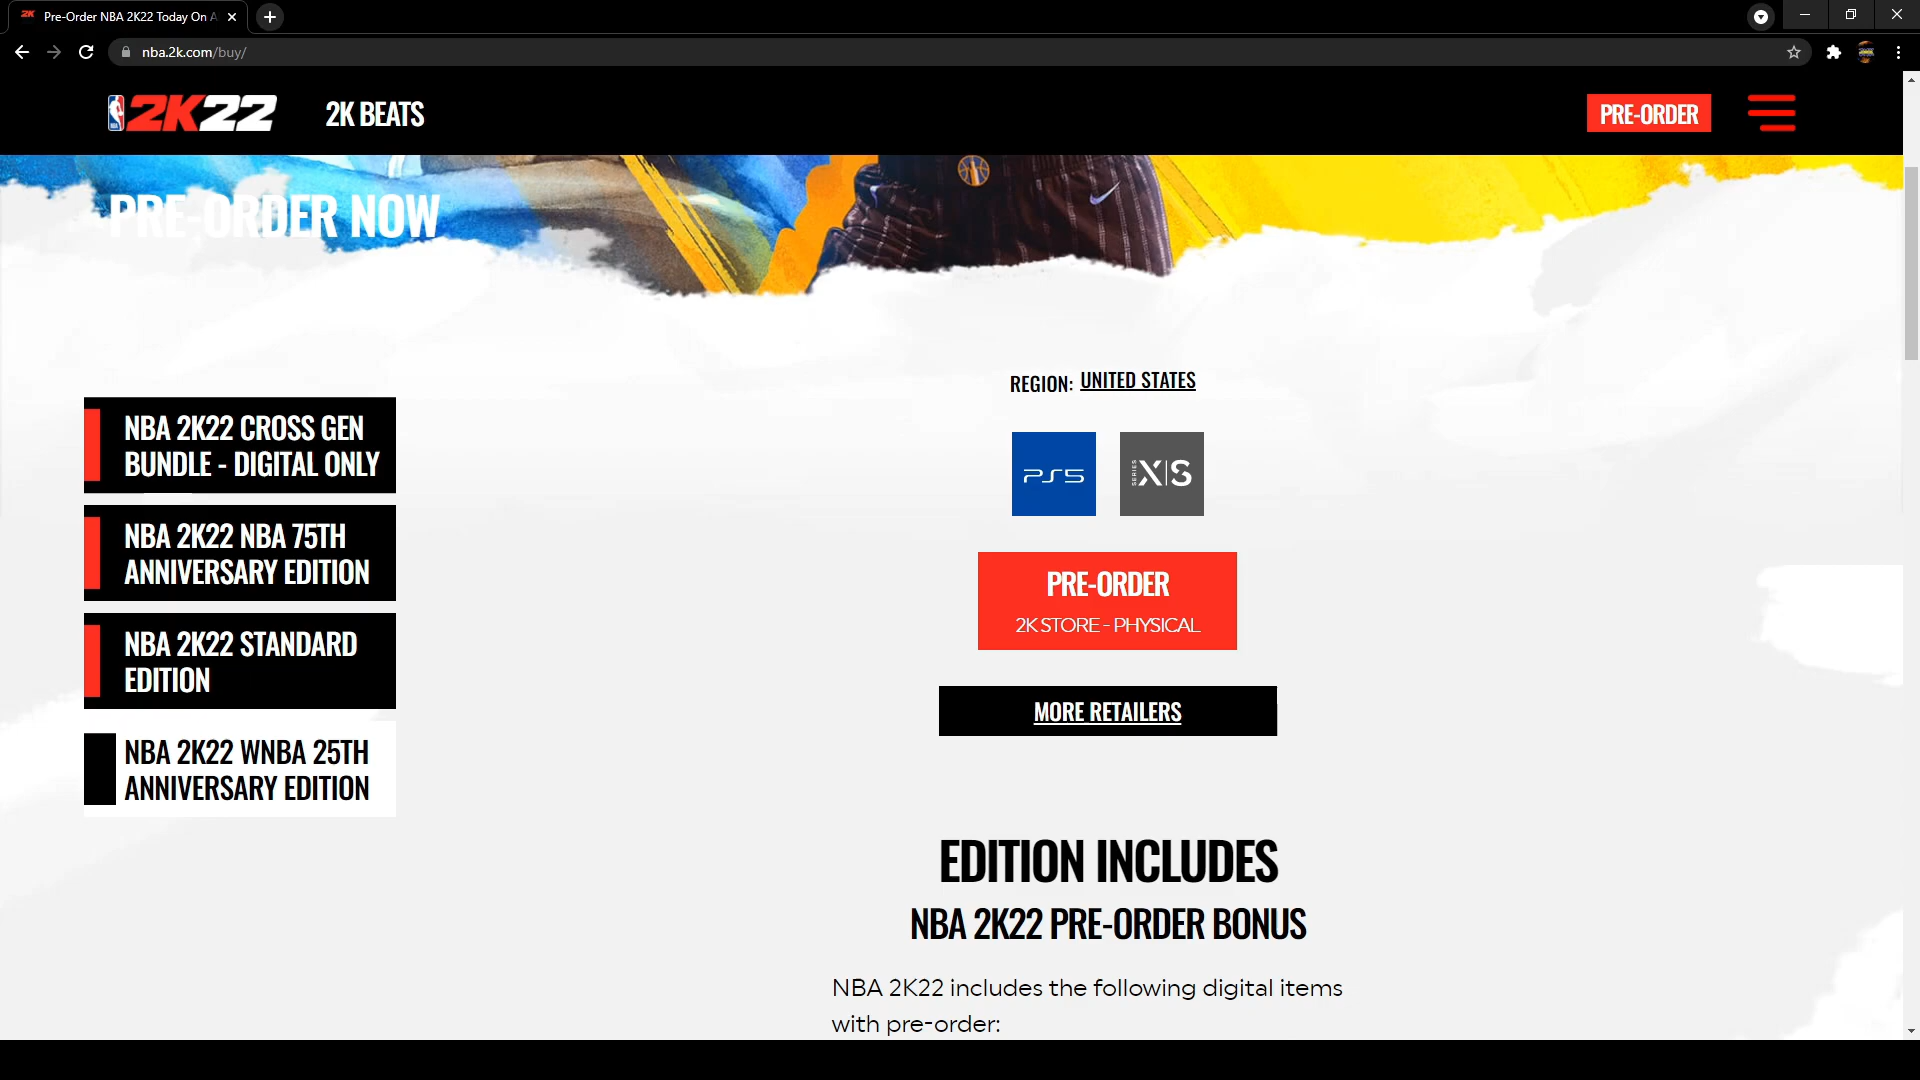 2K Pre-Order NBA 2K22 Today On A
nba.2k.com/buy/
2K22
2K BEATS
PRE-ORDER
PRE-ORDER NOW
REGION: UNITED STATES
NBA 2K22 CROSS GEN
BUNDLE - DIGITAL ONLY
NBA 2K22 NBA 75TH
ANNIVERSARY EDITION
NBA 2K22 STANDARD
EDITION
NBA 2K22 WNBA 25TH
ANNIVERSARY EDITION
PS5
SERIES X|S
PRE-ORDER
2K STORE - PHYSICAL
MORE RETAILERS
EDITION INCLUDES
NBA 2K22 PRE-ORDER BONUS
NBA 2K22 includes the following digital items
with pre-order: